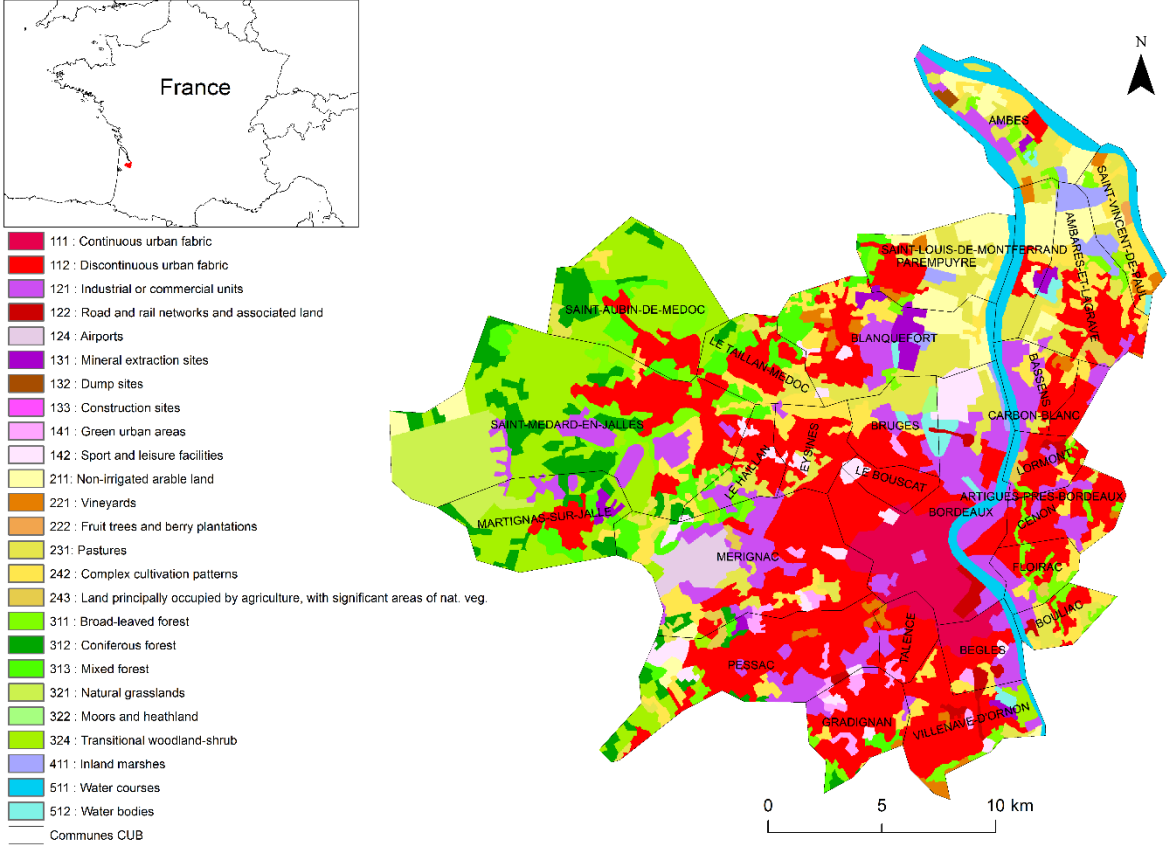 France
N
111 : Continuous urban fabric
112 : Discontinuous urban fabric
121 : Industrial or commercial units
122 : Road and rail networks and associated land
124 : Airports
131 : Mineral extraction sites
132 : Dump sites
133 : Construction sites
141 : Green urban areas
142 : Sport and leisure facilities
211: Non-irrigated arable land
221 : Vineyards
222 : Fruit trees and berry plantations
231: Pastures
242 : Complex cultivation patterns
243 : Land principally occupied by agriculture, with significant areas of nat. veg.
311 : Broad-leaved forest
312 : Coniferous forest
313 : Mixed forest
321 : Natural grasslands
322 : Moors and heathland
324 : Transitional woodland-shrub
411 : Inland marshes
511 : Water courses
512 : Water bodies
Communes CUB
AMBES
SAINT-VINCENT-DE-PAUL
AMBARES-ET-LAGRAVE
SAINT-LOUIS-DE-MONTFERRAND
PAREMPUYRE
SAINT-AUBIN-DE-MEDOC
LE TAILLAN-MEDOC
BLANQUEFORT
BASSENS
CARBON-BLANC
SAINT-MEDARD-EN-JALLES
BRUGES
EYSINES
LE HAILLAN
LE BOUSCAT
LORMONT
ARTIGUES-PRES-BORDEAUX
BORDEAUX
CENON
MARTIGNAS-SUR-JALLE
MERIGNAC
FLOIRAC
BOULIAC
TALENCE
BEGLES
PESSAC
GRADIGNAN
VILLENAVE-D'ORNON
0 5 10 km